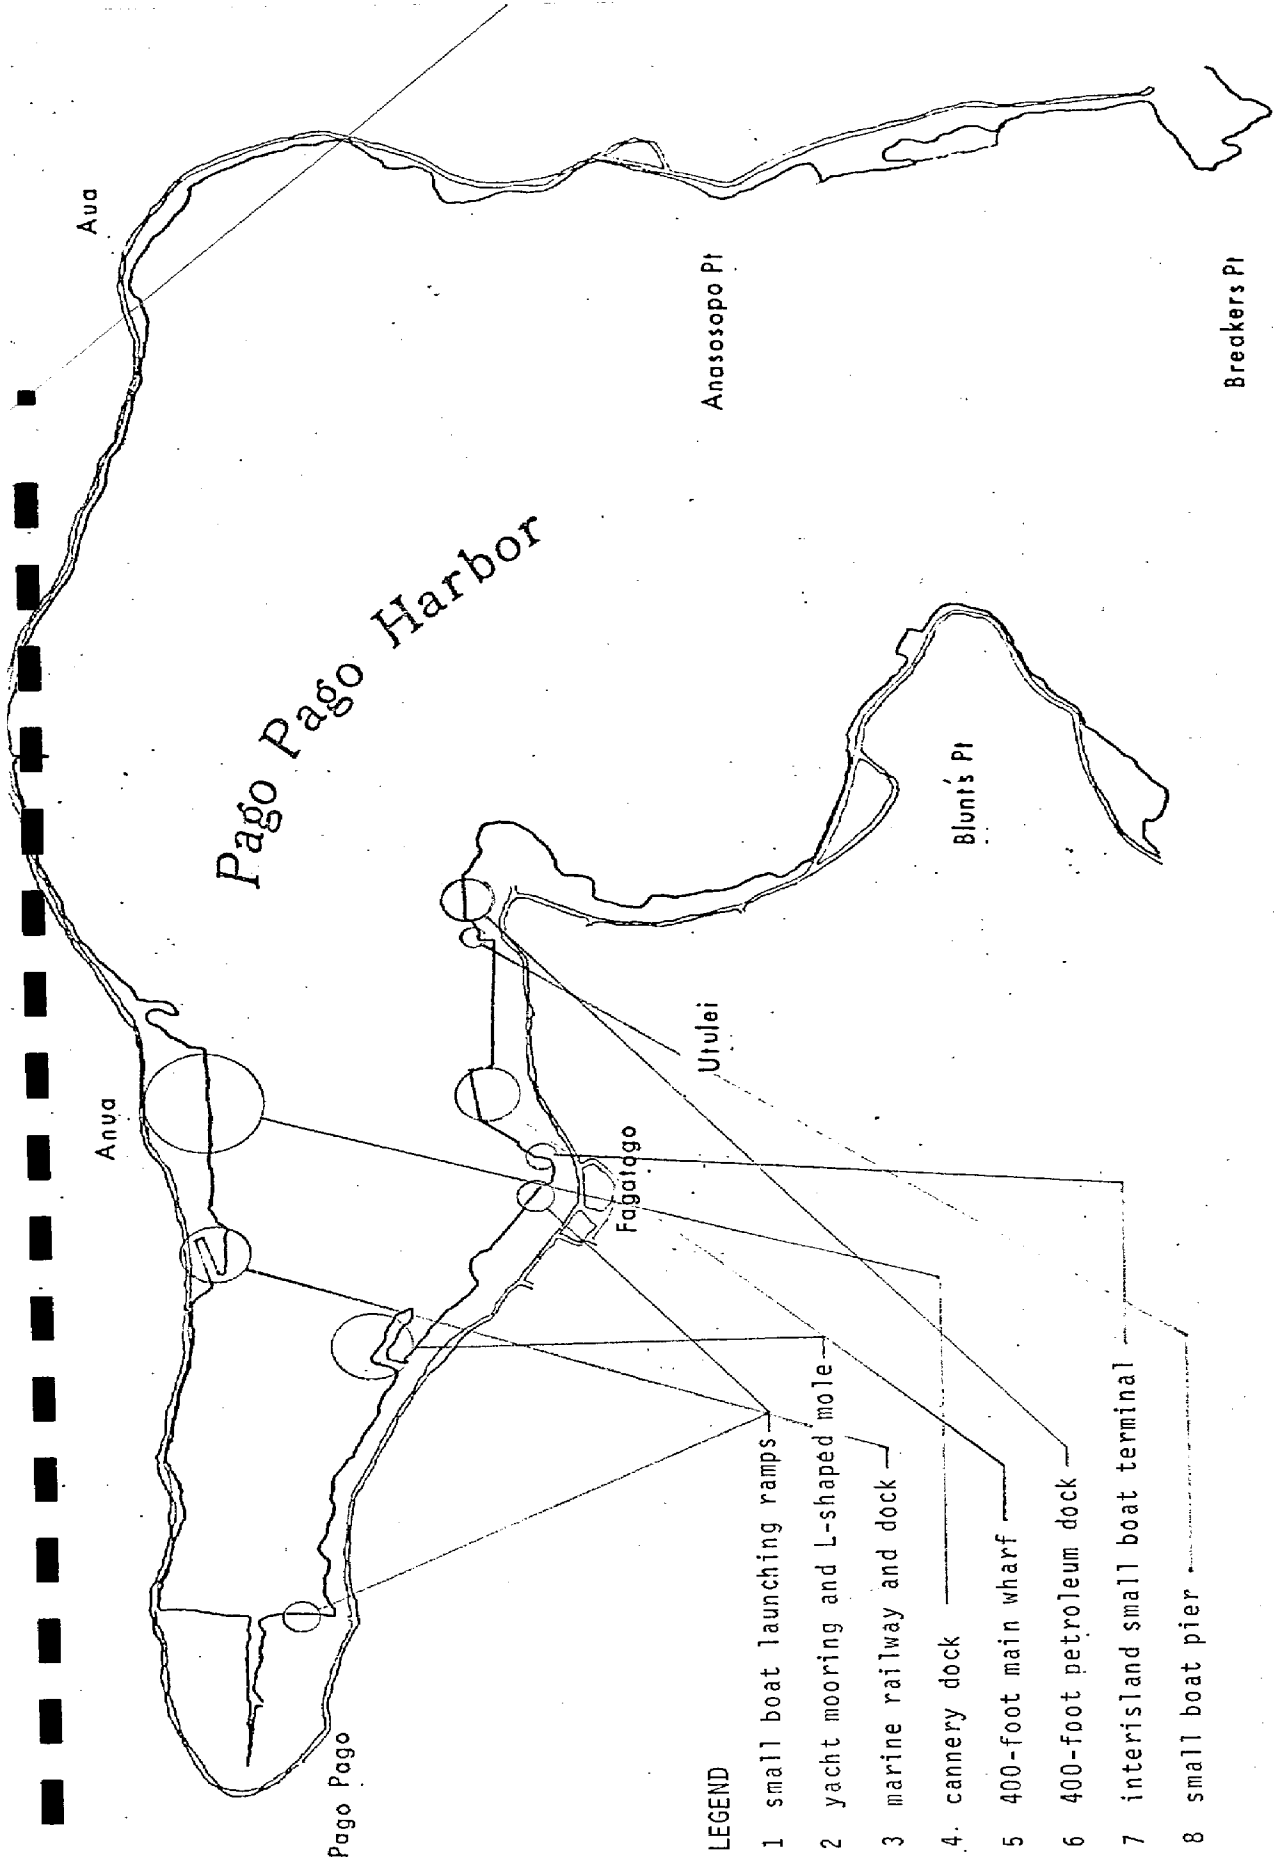 Aua
Pago Pago Harbor
Anua
Anasosopo Pt
Breakers Pt
Blunt's Pt
Utulei
Fagatogo
Pago Pago
LEGEND
1 small boat launching ramps
2 yacht mooring and L-shaped mole
3 marine railway and dock
4. cannery dock
5 400-foot main wharf
6 400-foot petroleum dock
7 interisland small boat terminal
8 small boat pier